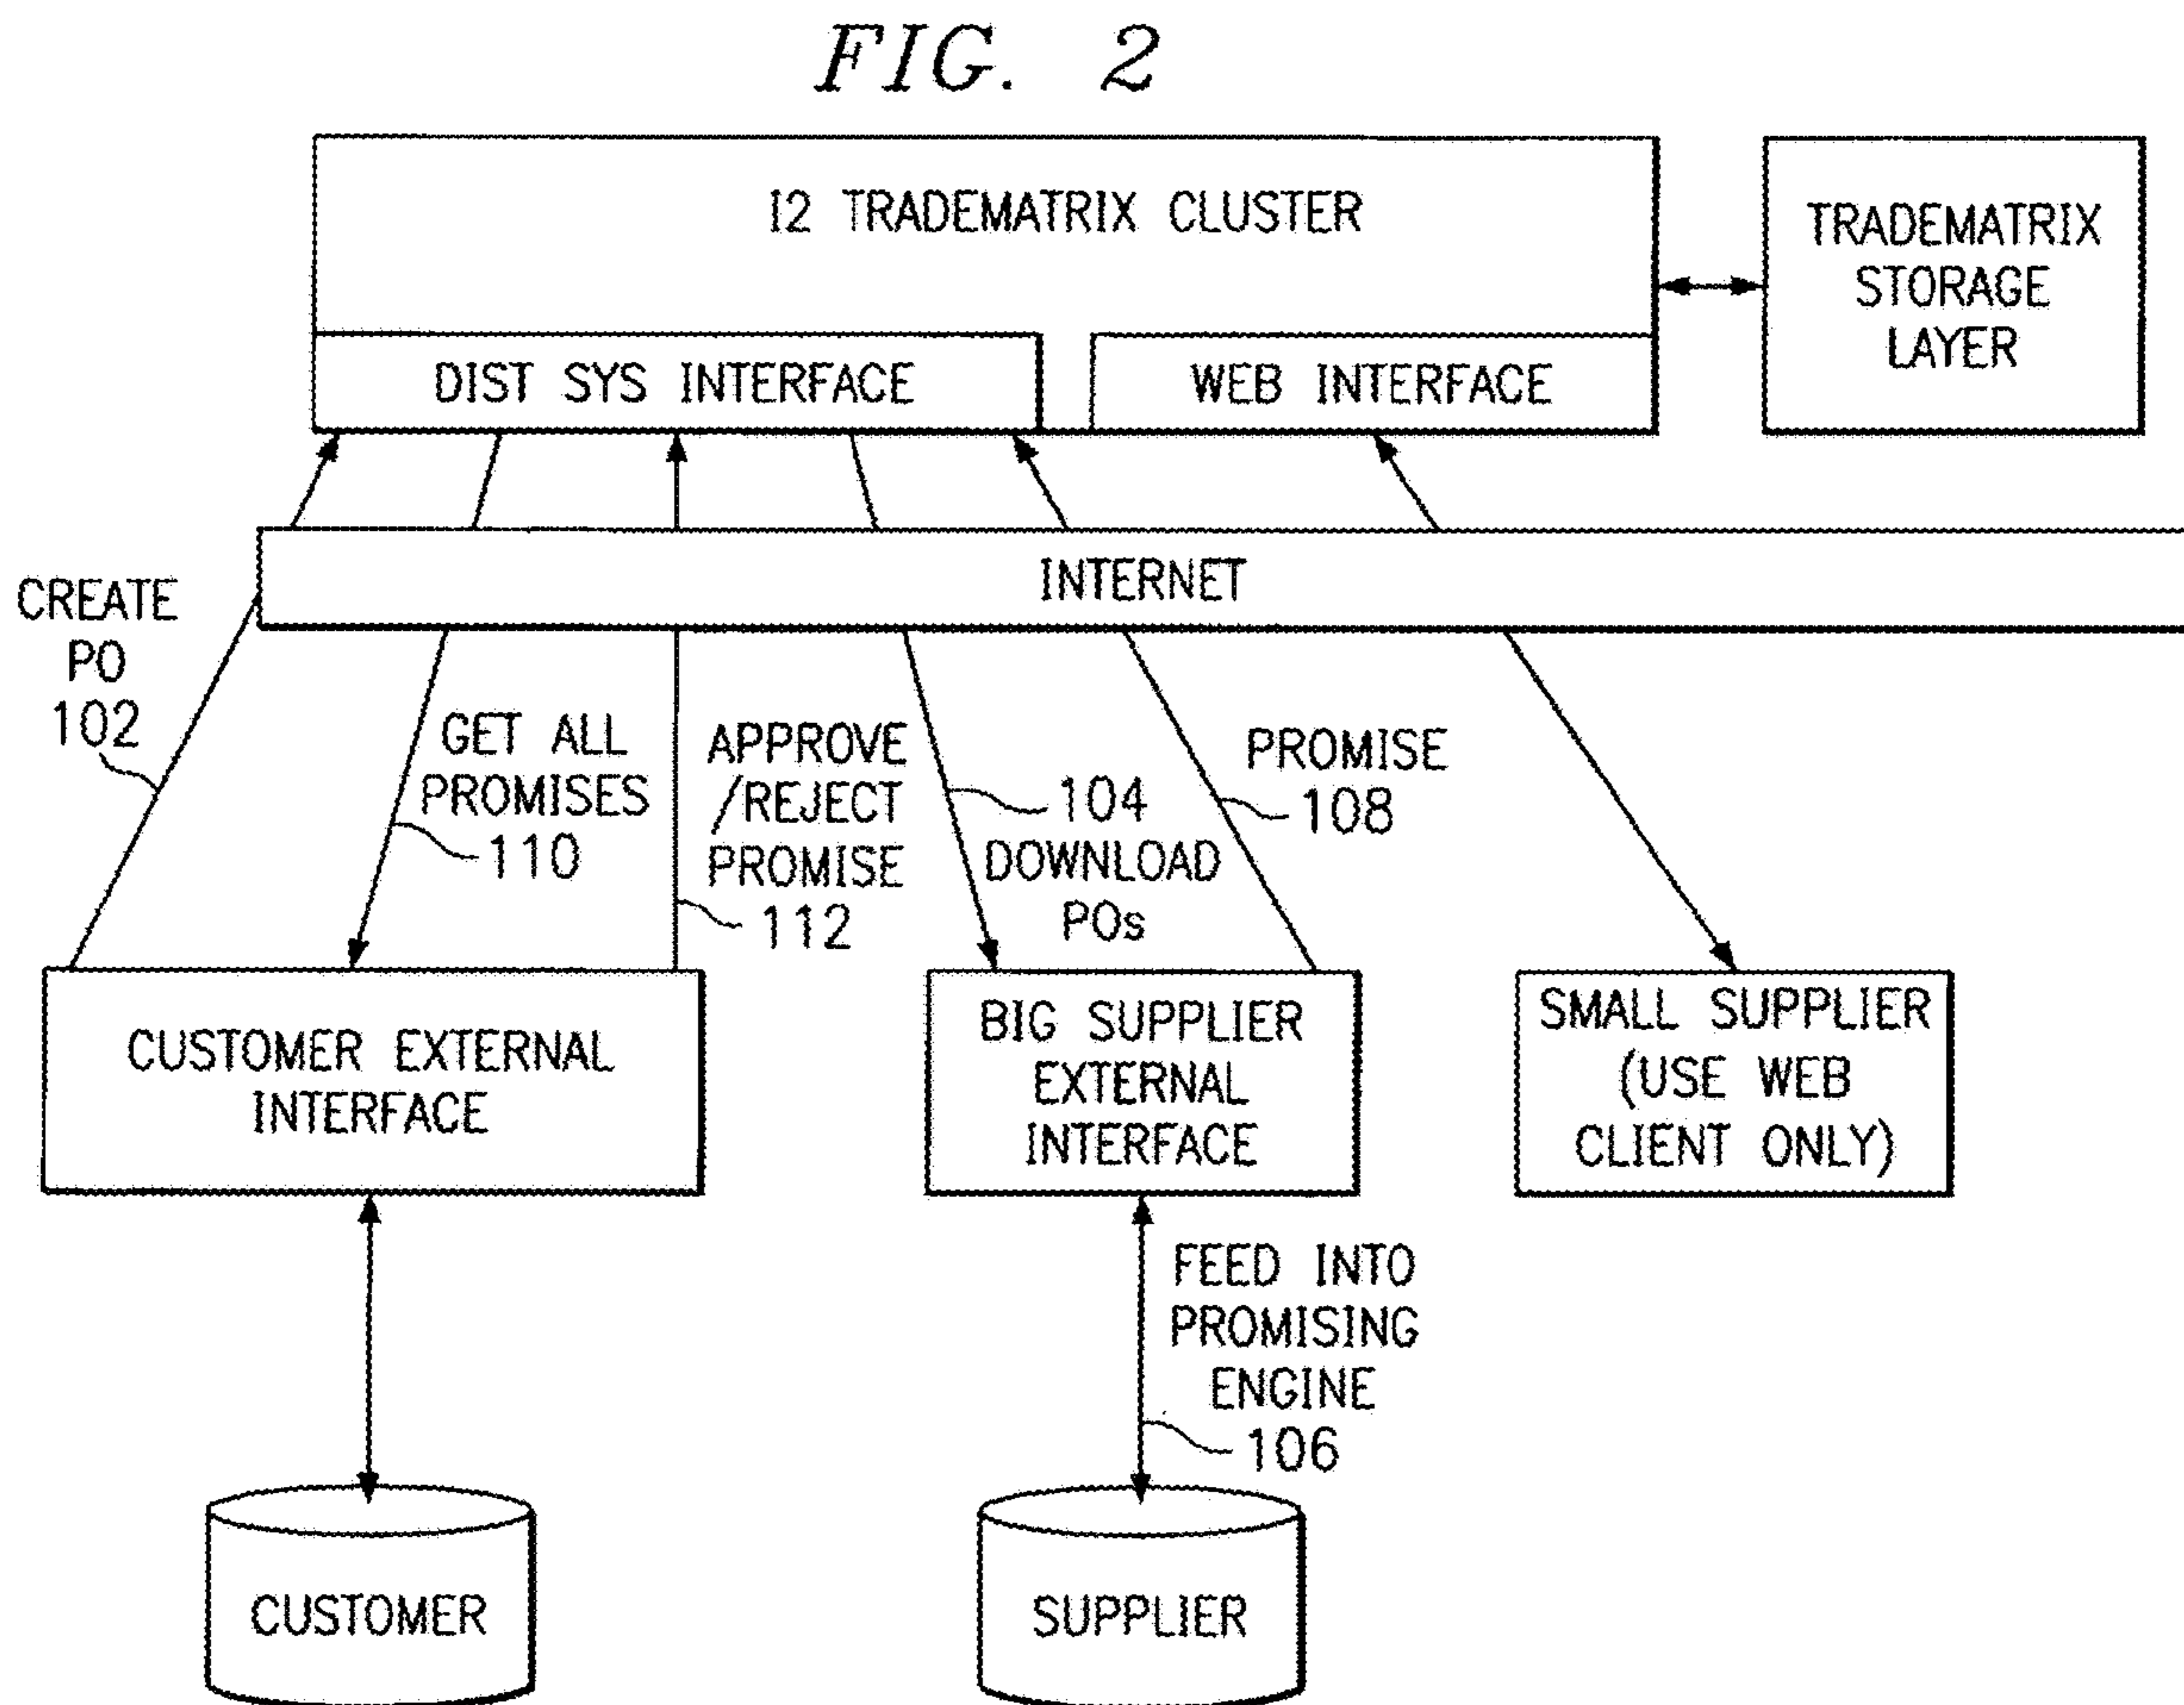 FIG. 2
I2 TRADEMATRIX CLUSTER
TRADEMATRIX
STORAGE
LAYER
DIST SYS INTERFACE
WEB INTERFACE
INTERNET
CREATE
PO
102
GET ALL
PROMISES
110
APPROVE
/REJECT
PROMISE
112
104
DOWNLOAD
POs
PROMISE
108
CUSTOMER EXTERNAL
INTERFACE
BIG SUPPLIER
EXTERNAL
INTERFACE
SMALL SUPPLIER
(USE WEB
CLIENT ONLY)
FEED INTO
PROMISING
ENGINE
106
CUSTOMER
SUPPLIER